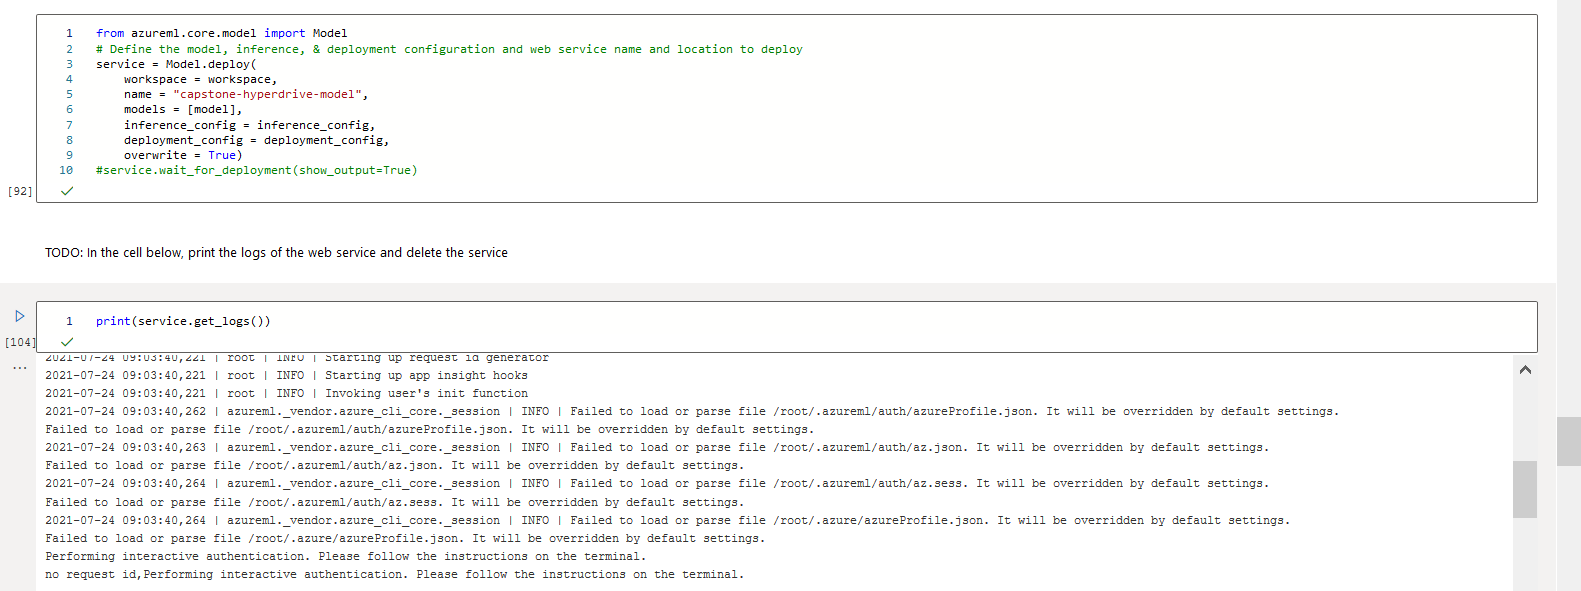 1 from azureml.core.model import Model
2 # Define the model, inference, & deployment configuration and web service name and location to deploy
3 service = Model.deploy(
4 workspace = workspace,
5 name = "capstone-hyperdrive-model",
6 models = [model],
7 inference_config = inference_config,
8 deployment_config = deployment_config,
9 overwrite = True)
10 #service.wait_for_deployment(show_output=True)
[92]
TODO: In the cell below, print the logs of the web service and delete the service
1 print(service.get_logs())
[104]
2021-07-24 09:03:40,221 | root | INFO | Starting up request id generator
2021-07-24 09:03:40,221 | root | INFO | Starting up app insight hooks
2021-07-24 09:03:40,221 | root | INFO | Invoking user's init function
2021-07-24 09:03:40,262 | azureml._vendor.azure_cli_core._session | INFO | Failed to load or parse file /root/.azureml/auth/azureProfile.json. It will be overridden by default settings.
Failed to load or parse file /root/.azureml/auth/azureProfile.json. It will be overridden by default settings.
2021-07-24 09:03:40,263 | azureml._vendor.azure_cli_core._session | INFO | Failed to load or parse file /root/.azureml/auth/az.json. It will be overridden by default settings.
Failed to load or parse file /root/.azureml/auth/az.json. It will be overridden by default settings.
2021-07-24 09:03:40,264 | azureml._vendor.azure_cli_core._session | INFO | Failed to load or parse file /root/.azureml/auth/az.sess. It will be overridden by default settings.
Failed to load or parse file /root/.azureml/auth/az.sess. It will be overridden by default settings.
2021-07-24 09:03:40,264 | azureml._vendor.azure_cli_core._session | INFO | Failed to load or parse file /root/.azure/azureProfile.json. It will be overridden by default settings.
Failed to load or parse file /root/.azure/azureProfile.json. It will be overridden by default settings.
Performing interactive authentication. Please follow the instructions on the terminal.
no request id,Performing interactive authentication. Please follow the instructions on the terminal.